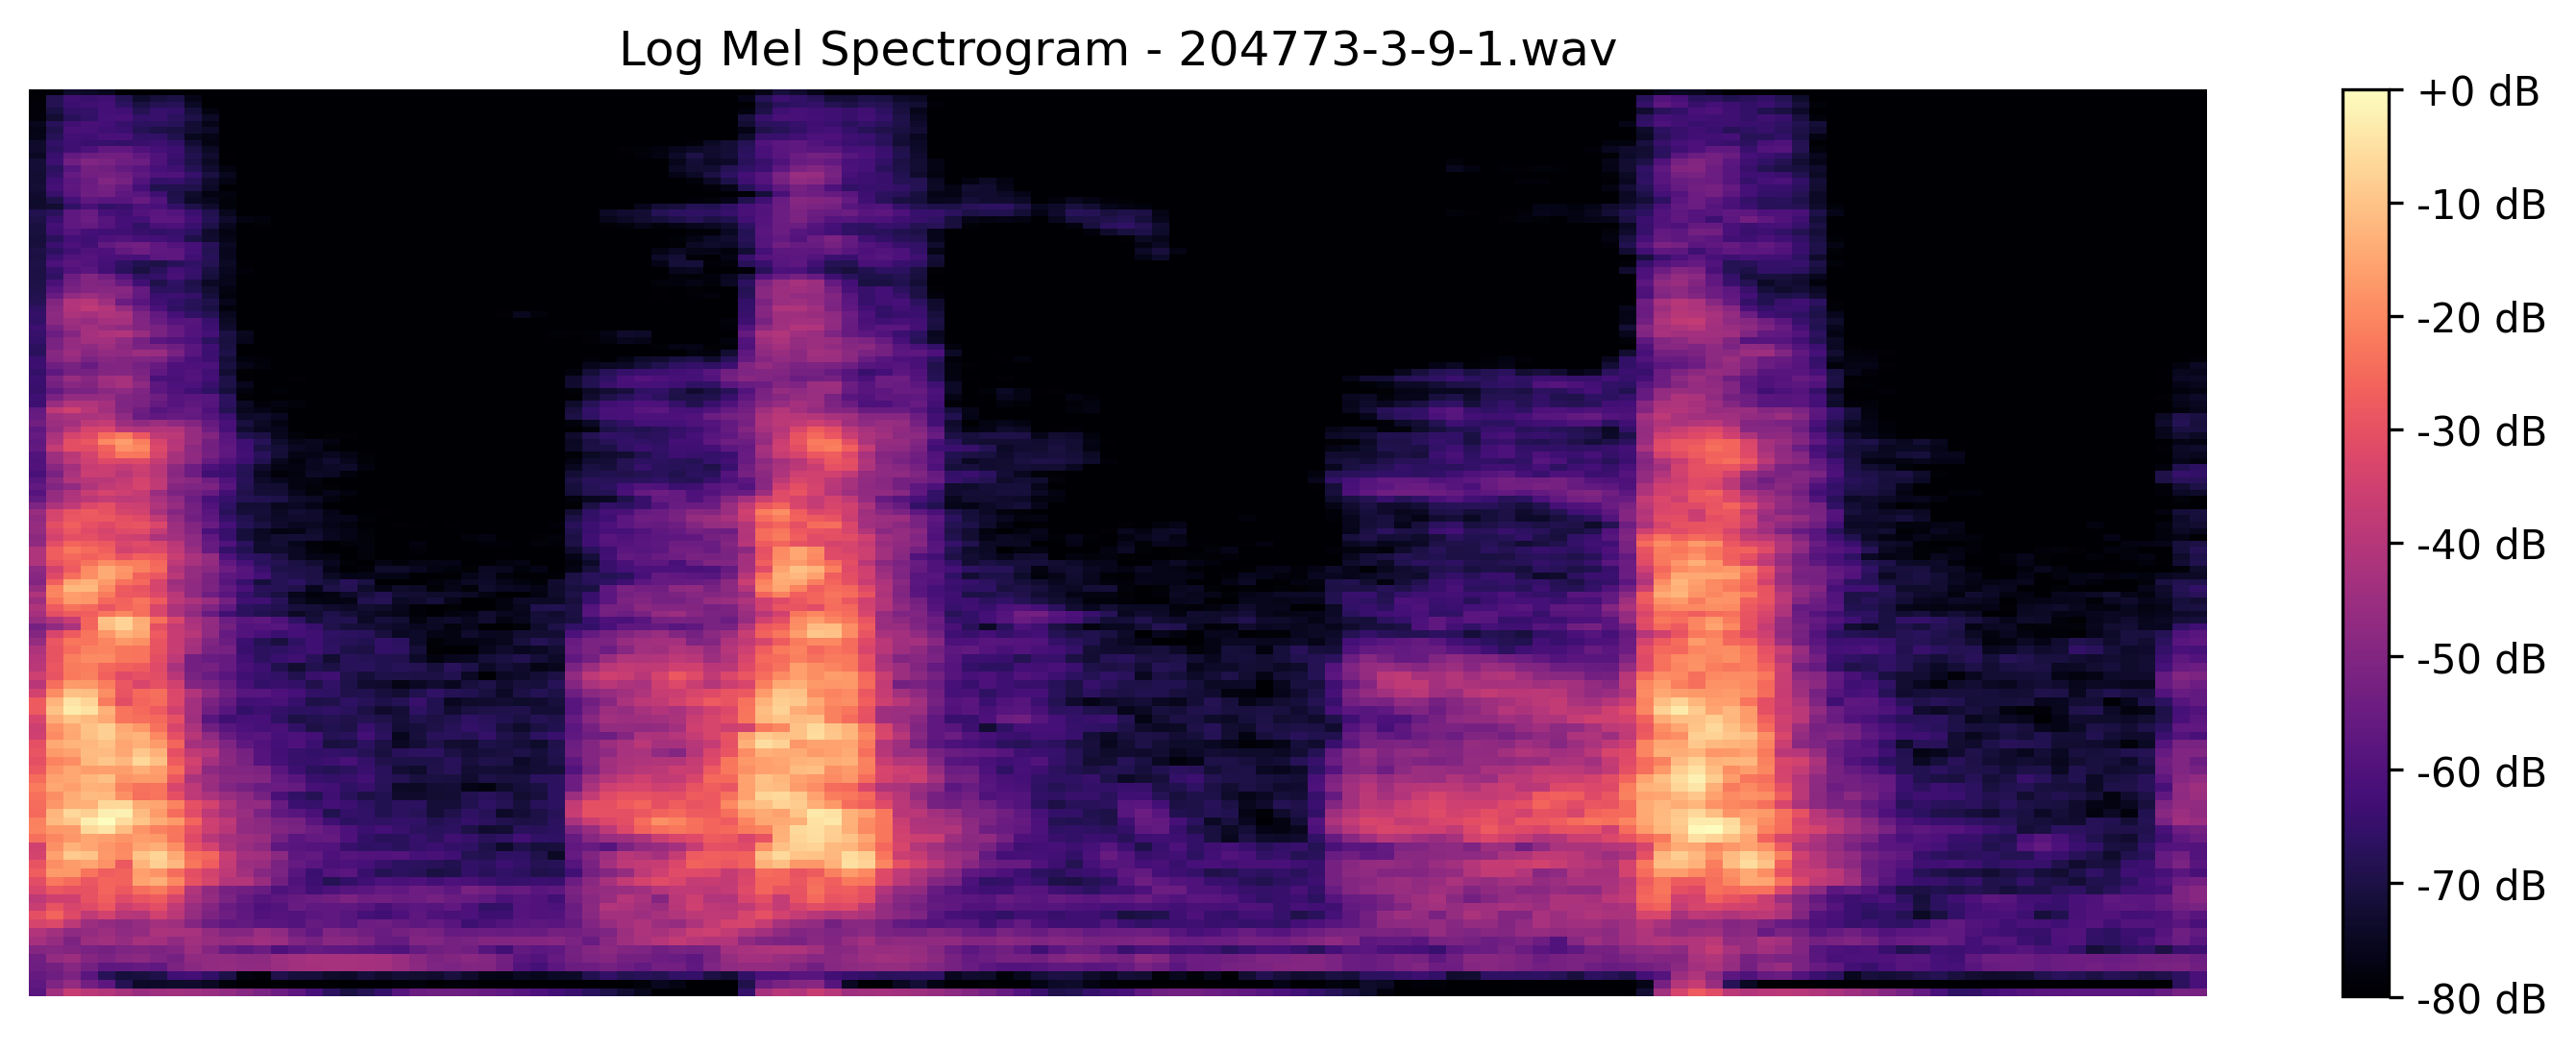 Log Mel Spectrogram - 204773-3-9-1.wav
+0 dB
-10 dB
-20 dB
-30 dB
-40 dB
-50 dB
-60 dB
-70 dB
-80 dB